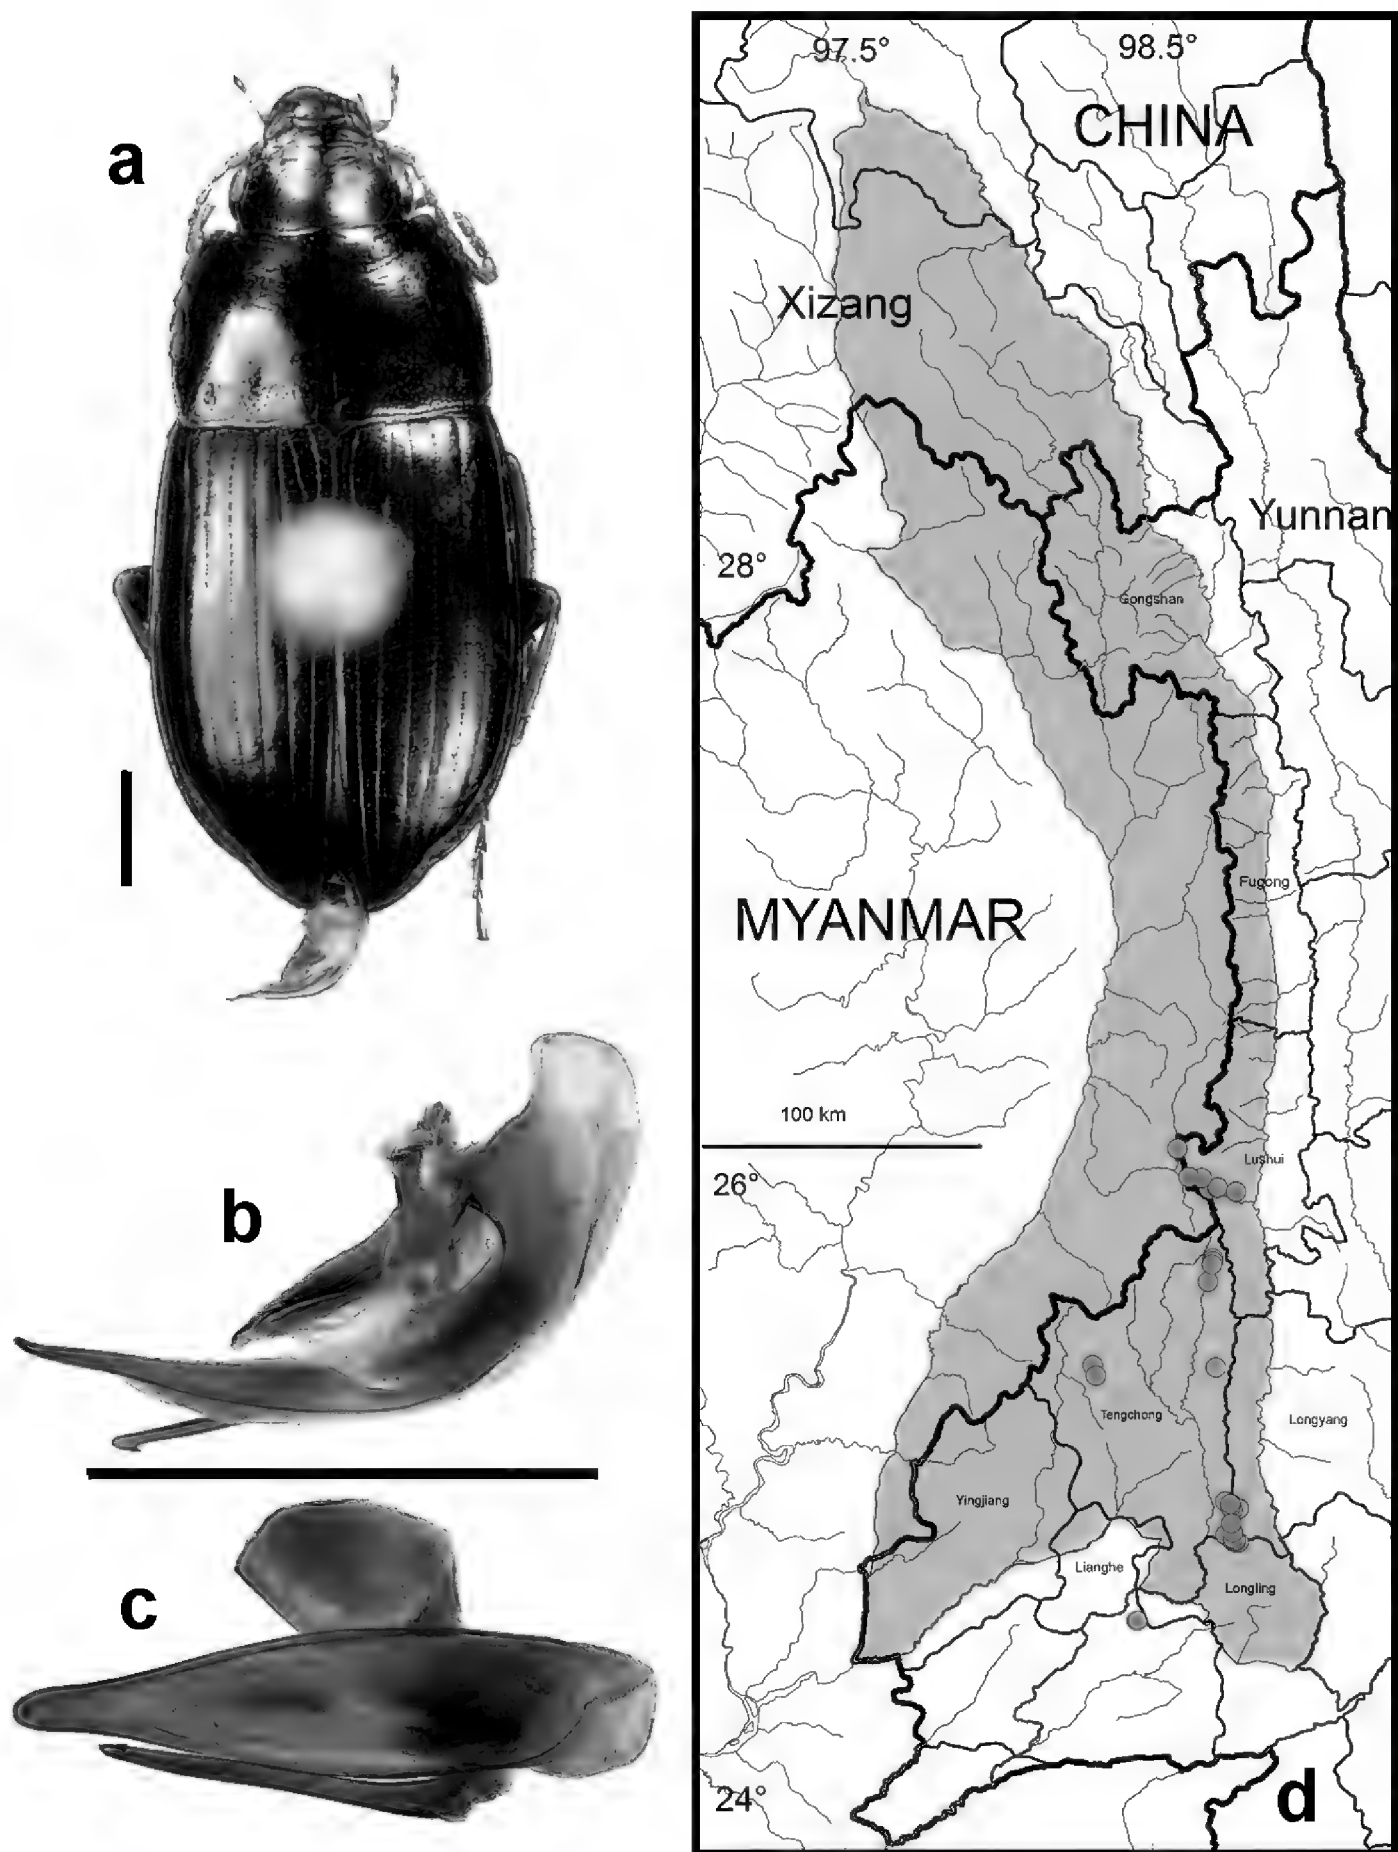 a
b
c
97.5°
98.5°
CHINA
Xizang
Yunnan
28°
Gongshan
Fugong
MYANMAR
100 km
Lushui
26°
Tengchong
Longyang
Yingjiang
Lianghe
Longling
24°
d